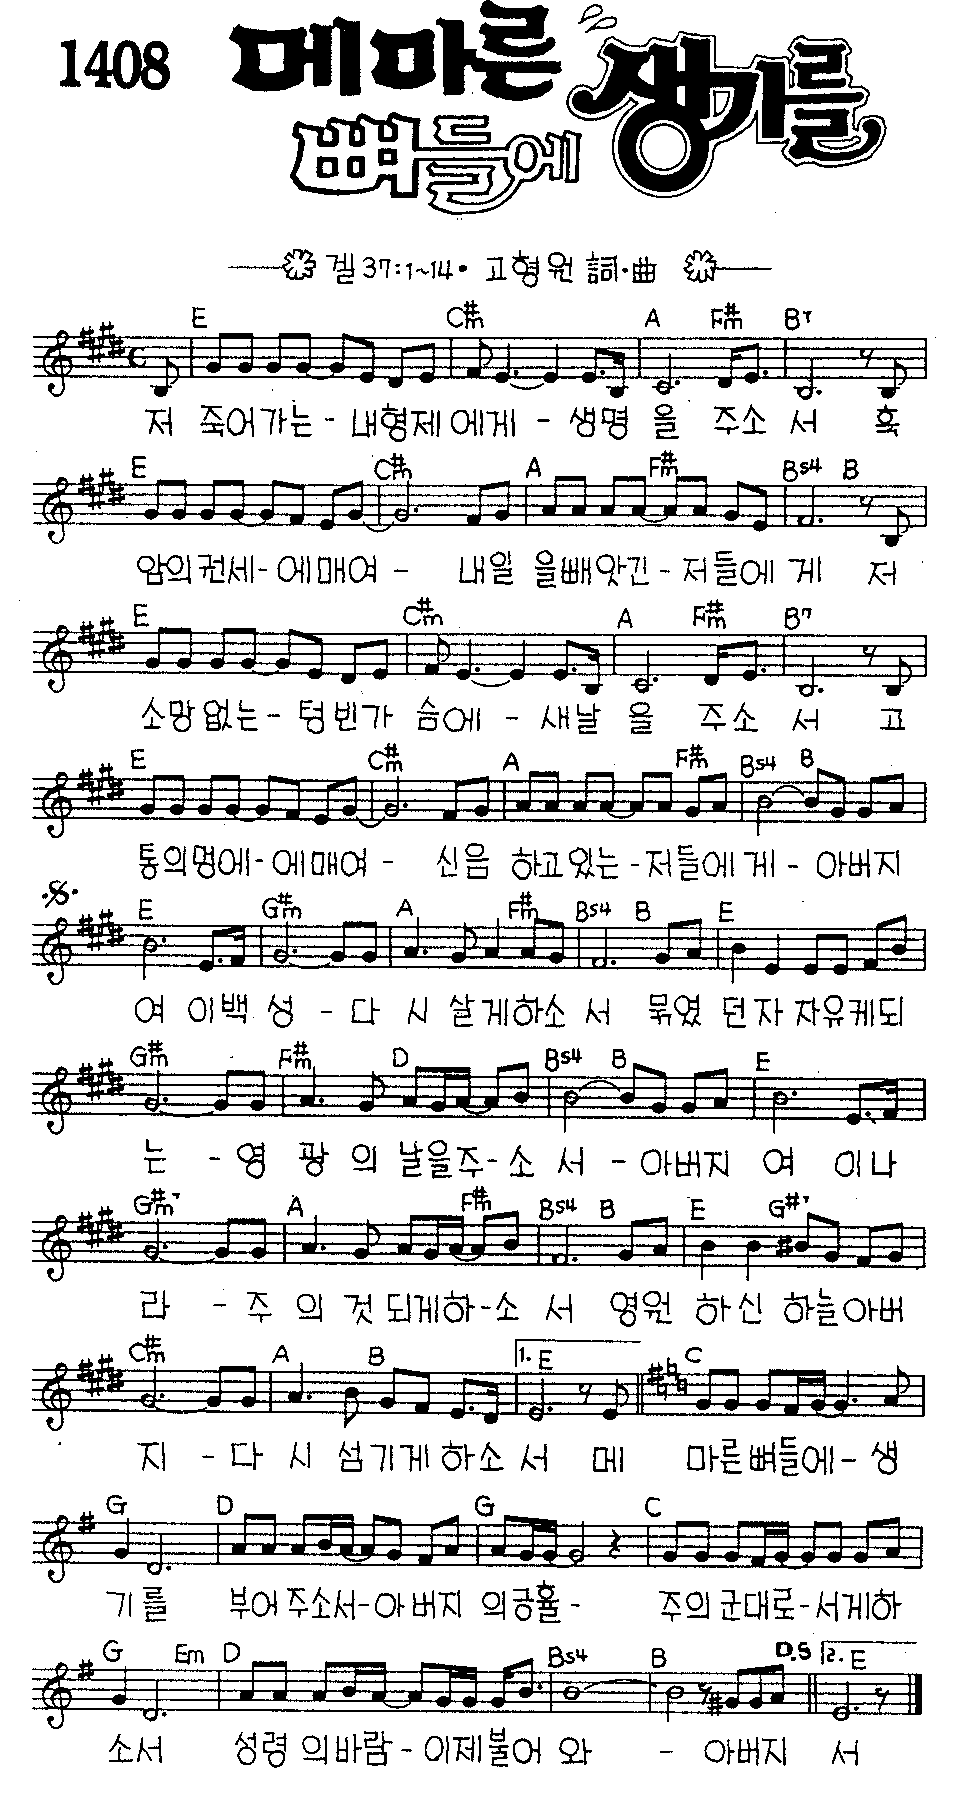 1408
메마른
뼈들에 생기를
겔 37:1~14 • 고형원 詞·曲
E C#m A F#m B7
저 죽어가는 - 내형제에게 - 생명 을 주소 서 흑
E C#m A F#m Bs4 B
암의권세-에매여 - 내일 을빼앗긴-저들에 게 저
E C#m A F#m B7
소망없는- 텅빈가 슴에 - 새날 을 주소 서 고
E C#m A F#m Bs4 B
통의멍에-에매여 - 신음 하고있는-저들에게 - 아버지
E G#m A F#m Bs4 B E
여 이백 성 - 다 시 살게하소 서 묶였 던자 자유케되
G#m F#m D Bs4 B E
는 - 영 광 의 날을주-소 서 - 아버지 여 이나
G#m7 A F#m Bs4 B E G#7
라 - 주 의 것 되게하-소 서 영원 하신 하늘아버
C#m A B 1. E C
지 - 다 시 섬기게 하소 서 메 마른뼈들에- 생
G D G C
기를 부어 주소서-아버지 의긍휼- 주의 군대로-서게하
G Em D Bs4 B D.S 2. E
소서 성령 의바람 - 이제불어 와 - 아버지 서